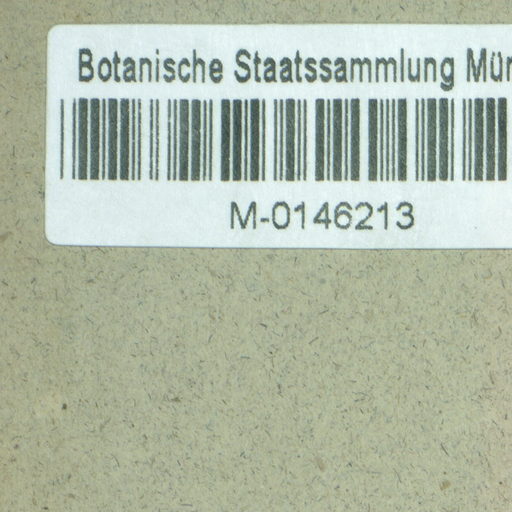 Botanische Staatssammlung Mün
M-0146213